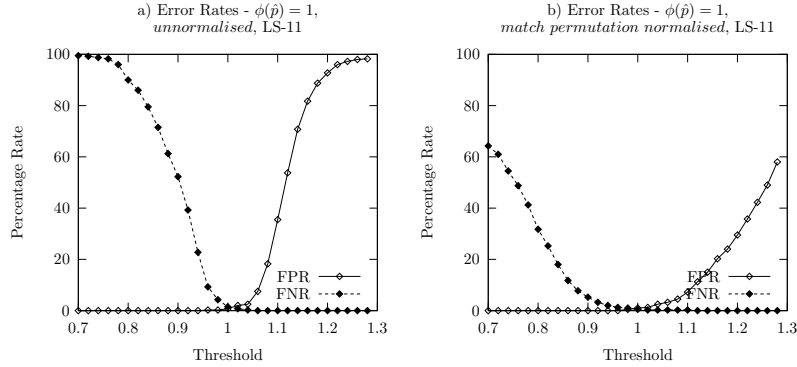 a) Error Rates - ϕ(p̂) = 1,
unnormalised, LS-11
100
80
60
40
20
0
0.7 0.8 0.9 1 1.1 1.2 1.3
Percentage Rate
Threshold
FPR
FNR
b) Error Rates - ϕ(p̂) = 1,
match permutation normalised, LS-11
100
80
60
40
20
0
0.7 0.8 0.9 1 1.1 1.2 1.3
Percentage Rate
Threshold
FPR
FNR